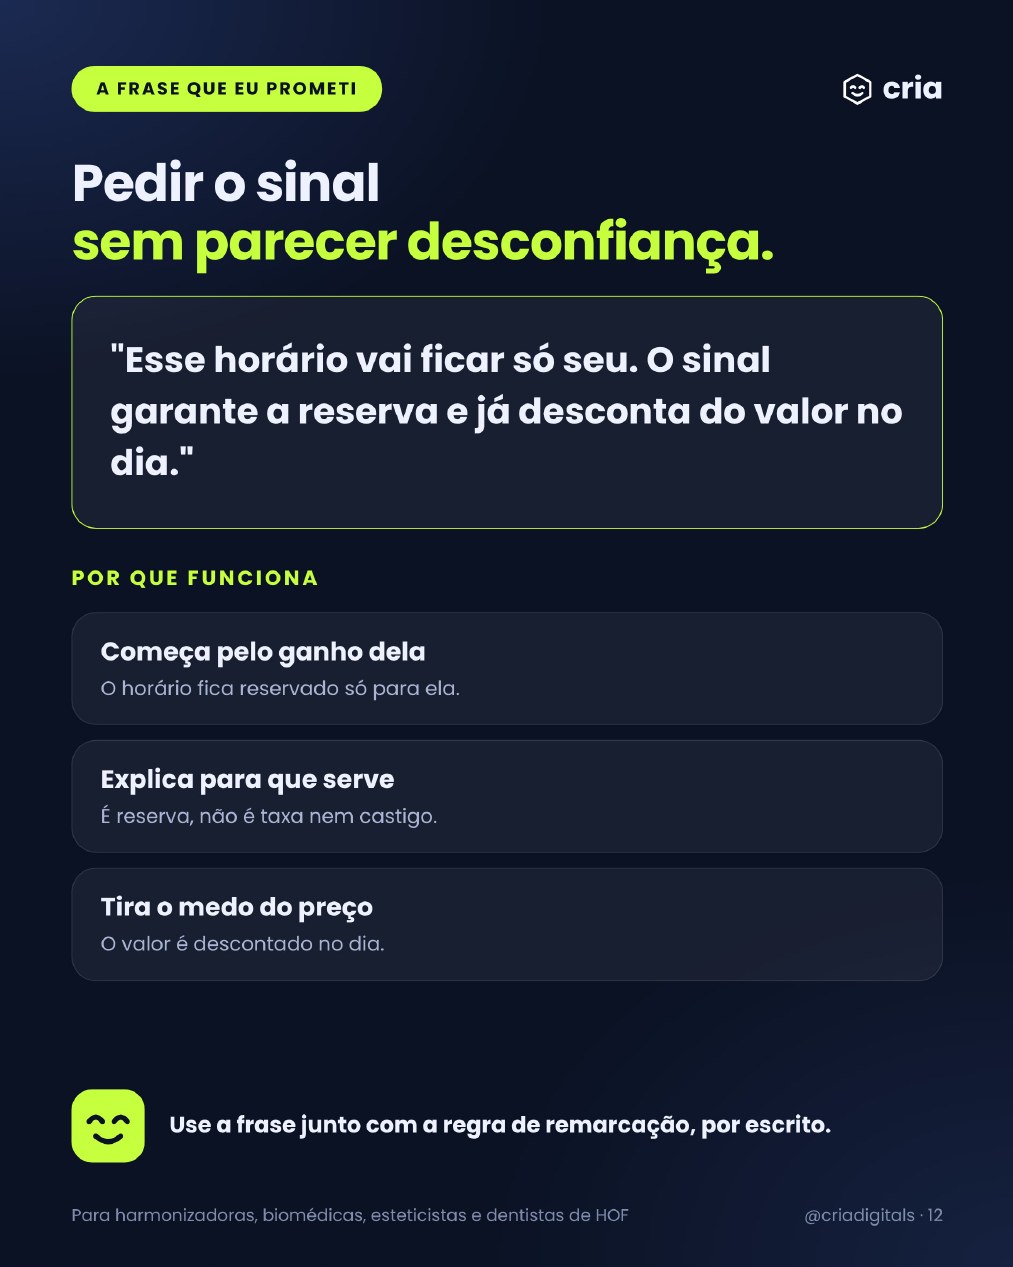 A FRASE QUE EU PROMETI
cria
Pedir o sinal
sem parecer desconfiança.
"Esse horário vai ficar só seu. O sinal
garante a reserva e já desconta do valor no
dia."
POR QUE FUNCIONA
Começa pelo ganho dela
O horário fica reservado só para ela.
Explica para que serve
É reserva, não é taxa nem castigo.
Tira o medo do preço
O valor é descontado no dia.
Use a frase junto com a regra de remarcação, por escrito.
Para harmonizadoras, biomédicas, esteticistas e dentistas de HOF
@criadigitals · 12